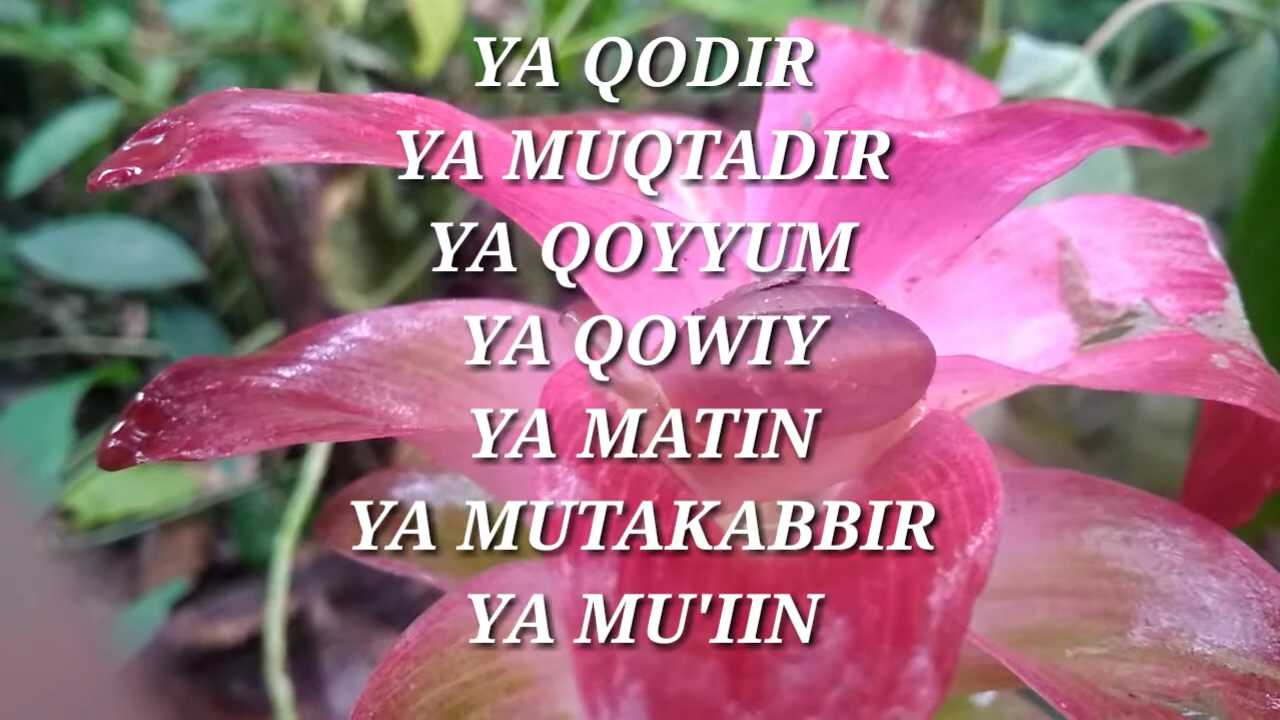 YA QODIR
YA MUQTADIR
YA QOYYUM
YA QOWIY
YA MATIN
YA MUTAKABBIR
YA MU'IIN